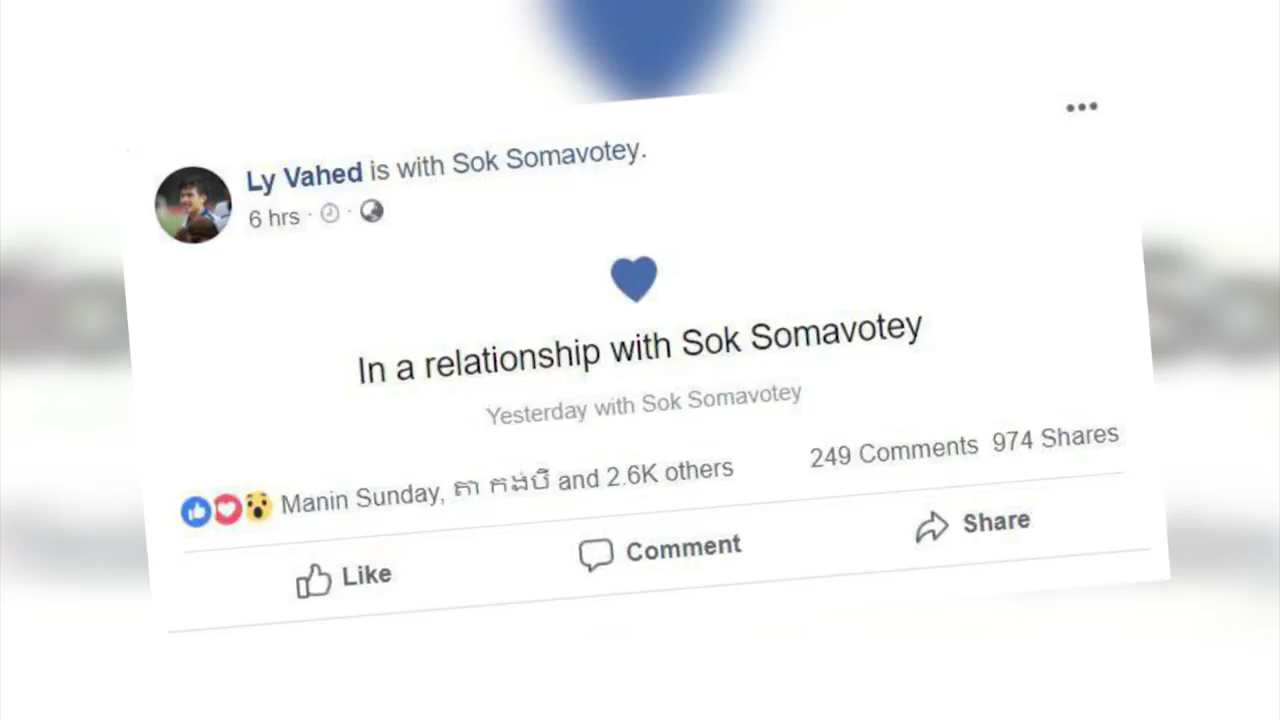 Ly Vahed is with Sok Somavotey.
6 hrs
In a relationship with Sok Somavotey
Yesterday with Sok Somavotey
Manin Sunday, តា កង់បី and 2.6K others
249 Comments 974 Shares
Like
Comment
Share